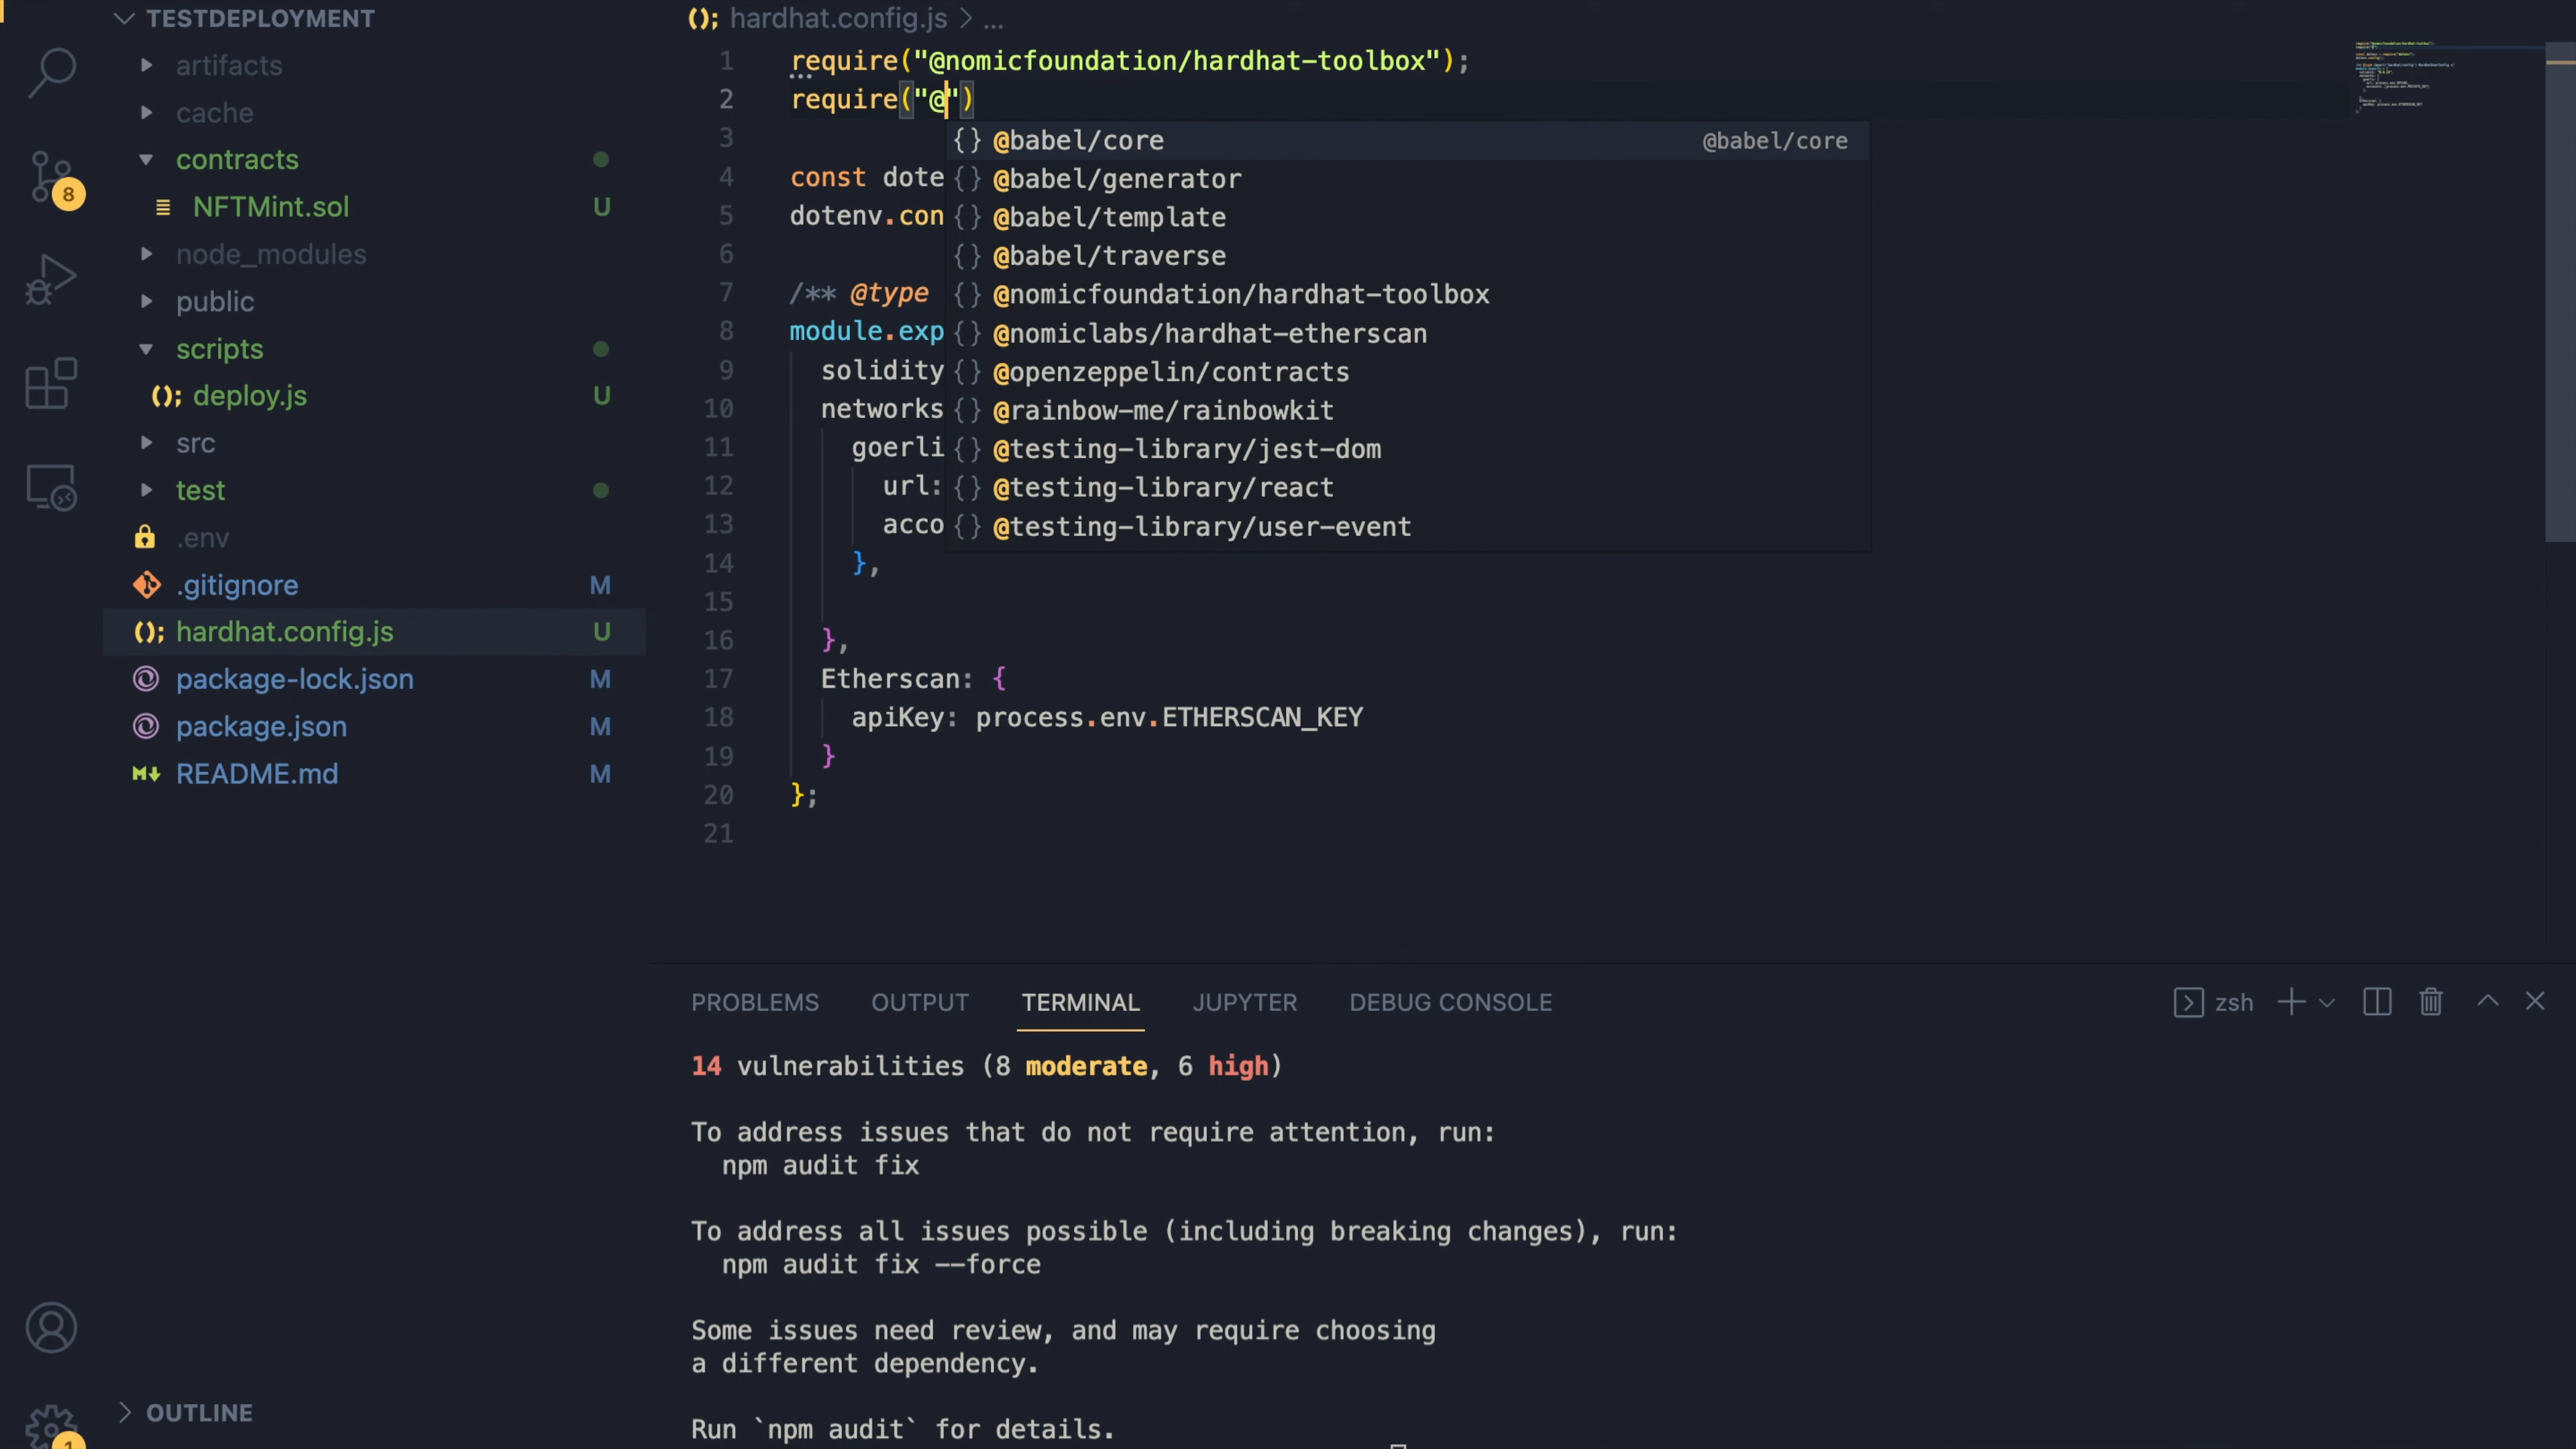 TESTDEPLOYMENT
artifacts
cache
contracts
NFTMint.sol U
node_modules
public
scripts
deploy.js U
src
test
.env
.gitignore M
hardhat.config.js U
package-lock.json M
package.json M
README.md M
OUTLINE
8
1
hardhat.config.js > ...
1 require("@nomicfoundation/hardhat-toolbox");
2 require("@")
3
4 const dote
5 dotenv.con
6
7 /** @type
8 module.exp
9 solidity
10 networks
11 goerli
12 url:
13 acco
14 },
15
16 },
17 Etherscan: {
18 apiKey: process.env.ETHERSCAN_KEY
19 }
20 };
21
{} @babel/core @babel/core
{} @babel/generator
{} @babel/template
{} @babel/traverse
{} @nomicfoundation/hardhat-toolbox
{} @nomiclabs/hardhat-etherscan
{} @openzeppelin/contracts
{} @rainbow-me/rainbowkit
{} @testing-library/jest-dom
{} @testing-library/react
{} @testing-library/user-event
PROBLEMS OUTPUT TERMINAL JUPYTER DEBUG CONSOLE zsh
14 vulnerabilities (8 moderate, 6 high)
To address issues that do not require attention, run:
npm audit fix
To address all issues possible (including breaking changes), run:
npm audit fix --force
Some issues need review, and may require choosing
a different dependency.
Run `npm audit` for details.